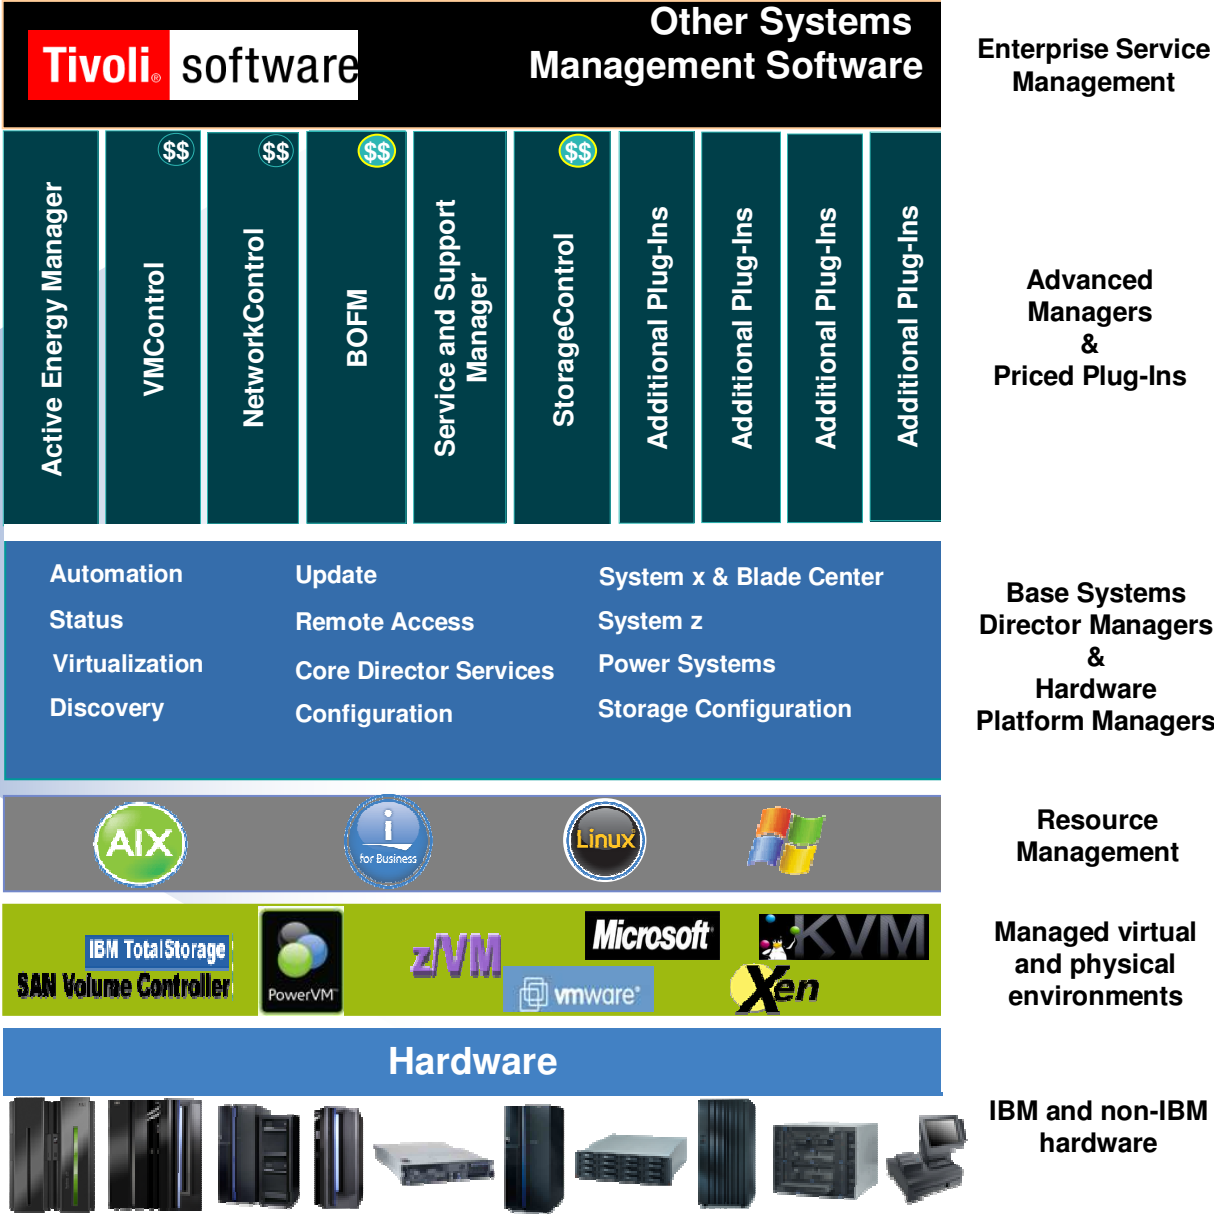 Tivoli® software
Other Systems
Management Software
Enterprise Service
Management
Active Energy Manager
$$
VMControl
$$
NetworkControl
$$
BOFM
Service and Support
Manager
$$
StorageControl
Additional Plug-Ins
Additional Plug-Ins
Additional Plug-Ins
Additional Plug-Ins
Advanced
Managers
&
Priced Plug-Ins
Automation
Status
Virtualization
Discovery
Update
Remote Access
Core Director Services
Configuration
System x & Blade Center
System z
Power Systems
Storage Configuration
Base Systems
Director Managers
&
Hardware
Platform Managers
AIX
i
for Business
Linux
Resource
Management
IBM TotalStorage
SAN Volume Controller
PowerVM™
z/VM
Microsoft®
vmware®
KVM
Xen
Managed virtual
and physical
environments
Hardware
IBM and non-IBM
hardware